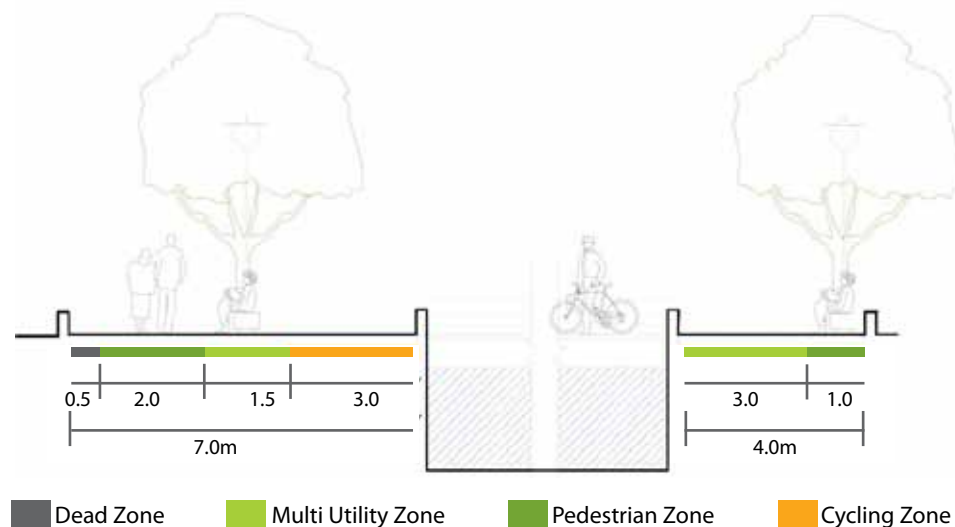 0.5 2.0 1.5 3.0
3.0 1.0
7.0m
4.0m
Dead Zone Multi Utility Zone Pedestrian Zone Cycling Zone